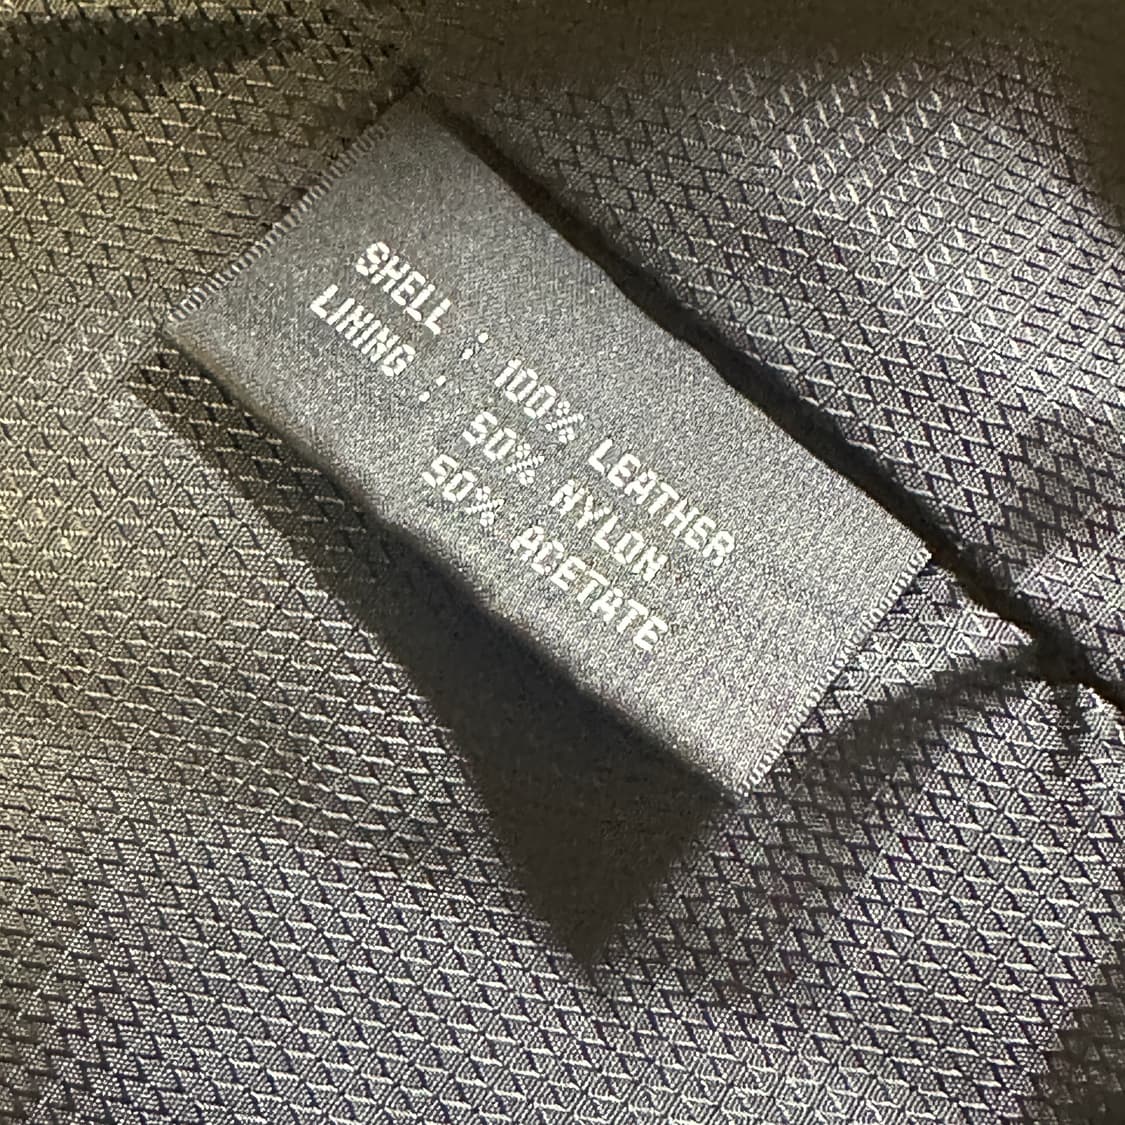 SHELL : 100% LEATHER
LINING : 50% NYLON
50% ACETATE